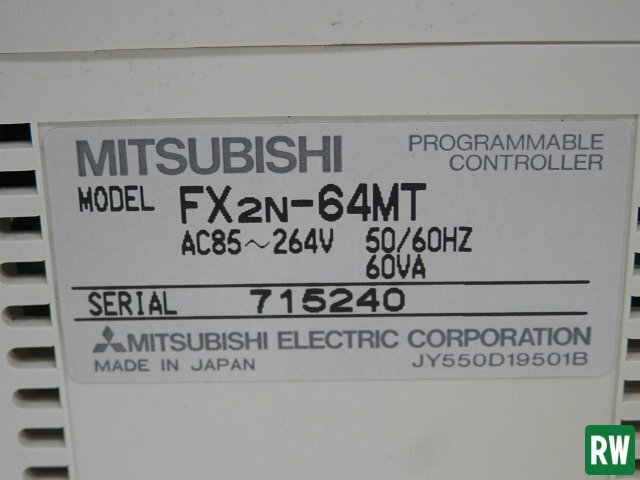 MITSUBISHI
PROGRAMMABLE
CONTROLLER
MODEL FX2N-64MT
AC85～264V 50/60HZ
60VA
SERIAL 715240
MITSUBISHI ELECTRIC CORPORATION
MADE IN JAPAN JY550D19501B
RW